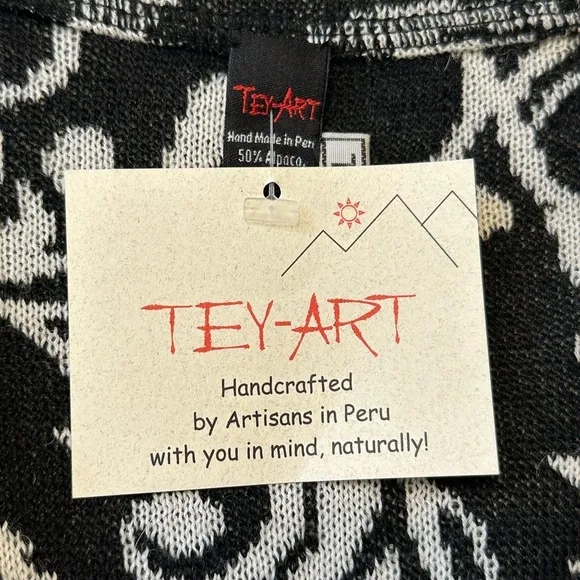 TEY-ART
Hand Made in Peru
50% Alpaca,
TEY-ART
Handcrafted
by Artisans in Peru
with you in mind, naturally!